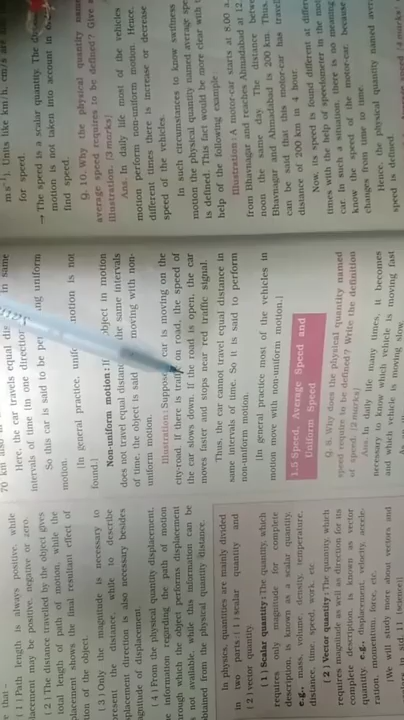 that -
(1) Path length is always positive, while
displacement may be positive, negative or zero.
(2) The distance travelled by the object gives
total length of path of motion, while the
displacement shows the final resultant effect of
motion of the object.
(3) Only the magnitude is necessary to
represent the distance, while to describe
displacement direction is also necessary besides
magnitude of displacement.
(4) From the physical quantity displacement,
information regarding the path of motion
through which the object performs displacement
is not available, while this information can be
obtained from the physical quantity distance.
In physics, quantities are mainly divided
in two parts : (1) scalar quantity and
(2) vector quantity.
(1) Scalar quantity : The quantity which
requires only magnitude for complete
description, is known as a scalar quantity.
e.g., mass, volume, density, temperature,
distance, time, speed, work, etc.
(2) Vector quantity : The quantity which
requires magnitude as well as direction for its
complete description, is known as vector
quantity. e.g., displacement, velocity, acceleration,
momentum, force, etc.
[We will study more about vectors and
in std 11
70 km also in
Here, the car travels equal in same
intervals of time (in one direction)
So this car is said to be uniform
motion.
[In general practice, motion is not
found.]
Non-uniform motion : If object in motion
does not travel equal the same intervals
of time, the object is moving with non-
uniform motion.
Illustration : Suppose car is moving on the
city-road. If there is traffic on road, the speed of
the car slows down. If the road is open, the car
moves faster and stops near red traffic signal.
Thus, the car cannot travel equal distance in
same intervals of time. So it is said to perform
non-uniform motion.
[In general practice most of the vehicles in
motion move with non-uniform motion.]
1.5 Speed, Average Speed and
Uniform Speed
Q. 8. Why does the physical quantity named
speed require to be defined? Write the definition
of speed. [2 marks]
Ans. In daily life many times, it becomes
necessary to know which vehicle is moving fast
and which vehicle is moving slow.
m s⁻¹). Units like km/h, cm/s are
for speed.
→ The speed is a scalar quantity. The
motion is not taken into account in
find speed.
Q. 10. Why the physical quantity
average speed requires to be defined? Give
illustration. [3 marks]
Ans. In daily life most of the vehicles
motion perform non-uniform motion. Hence,
different times there is increase or decrease
speed of the vehicles.
In such circumstances to know swiftness
motion the physical quantity named average
is defined. This fact would be more clear with
help of the following example
Illustration : A motor-car starts at 8.00 a.
from Bhavnagar and reaches Ahmadabad at 12.
noon the same day. The distance between
Bhavnagar and Ahmadabad is 200 km. Thus,
can be said that this motor-car has
distance of 200 km in 4 hour.
Now, its speed is found different at
times with the help of speedometer in the
car. In such a situation, there is no meaning
know the speed of the motor-car, because
changes from time to time.
Hence, the physical quantity named
speed is defined.